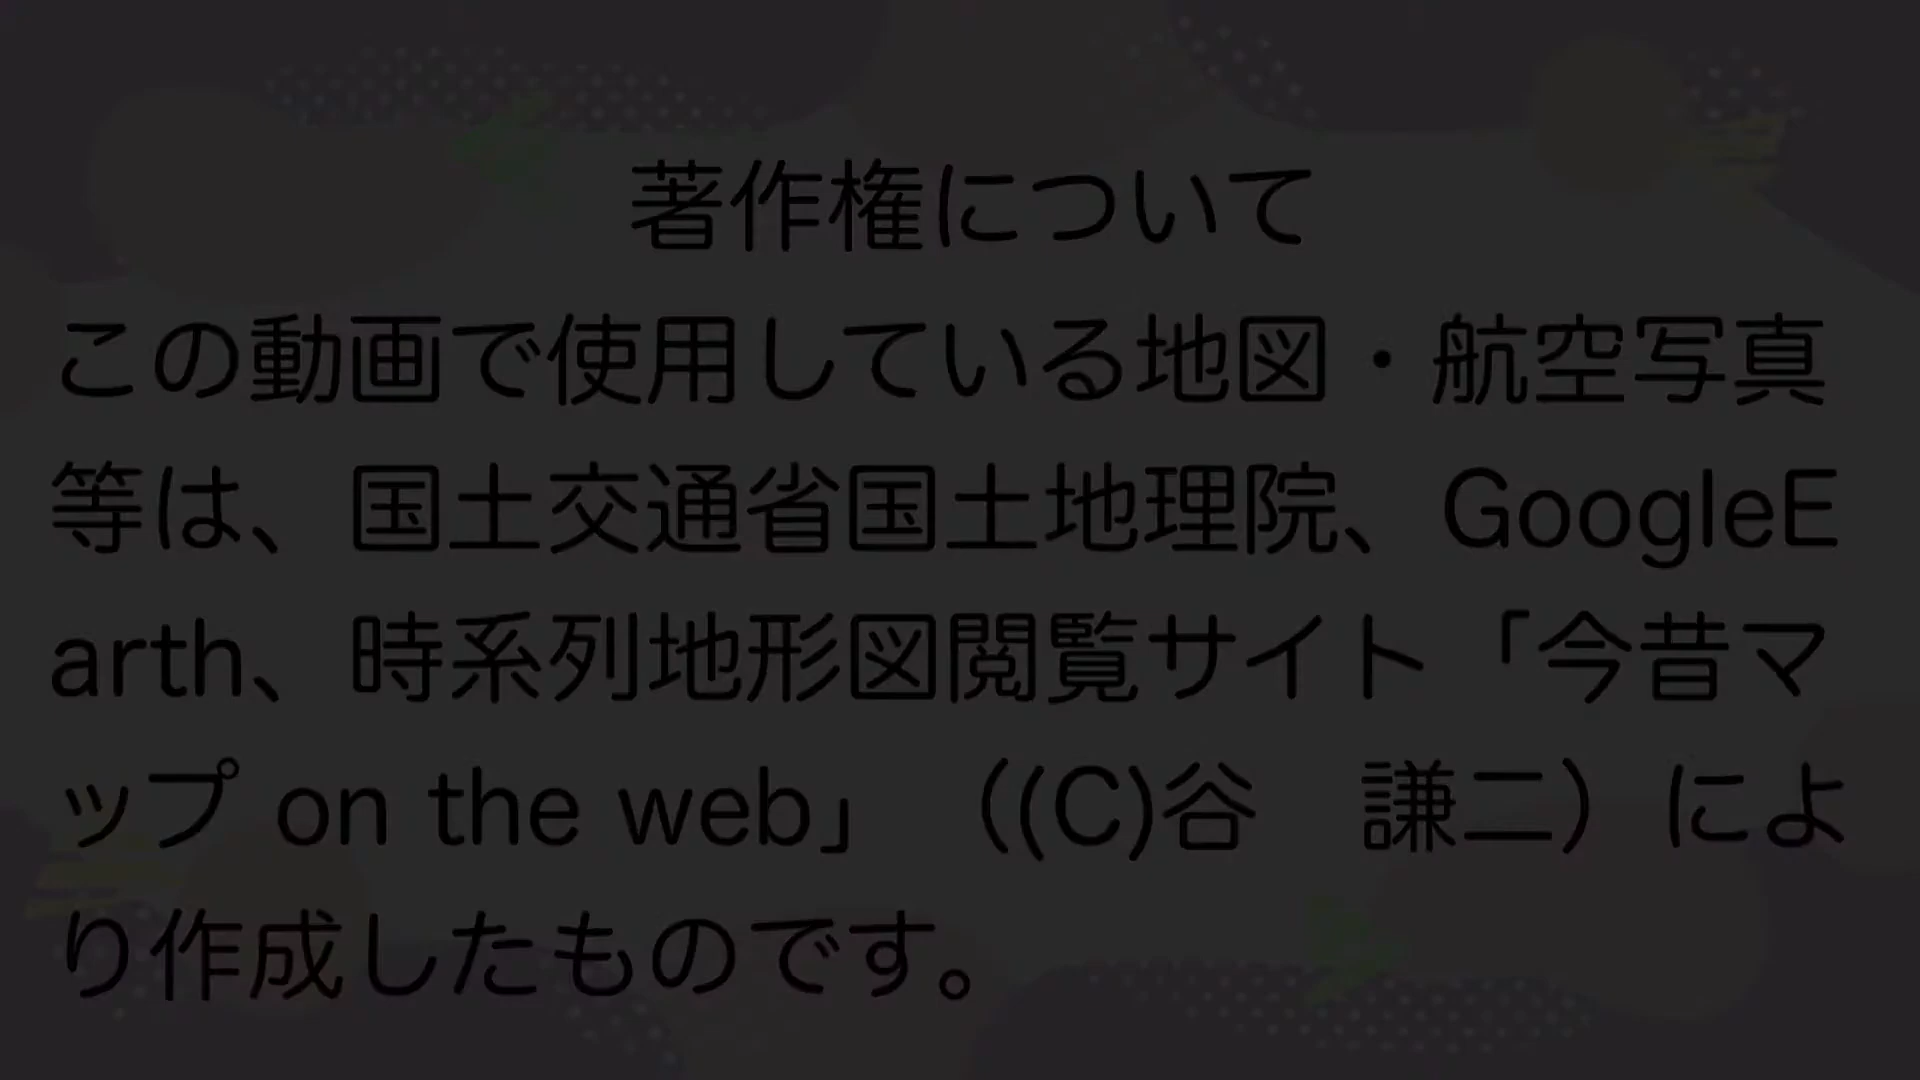 著作権について
この動画で使用している地図・航空写真
等は、国土交通省国土地理院、GoogleE
arth、時系列地形図閲覧サイト「今昔マ
ップ on the web」（(C)谷　謙二）によ
り作成したものです。